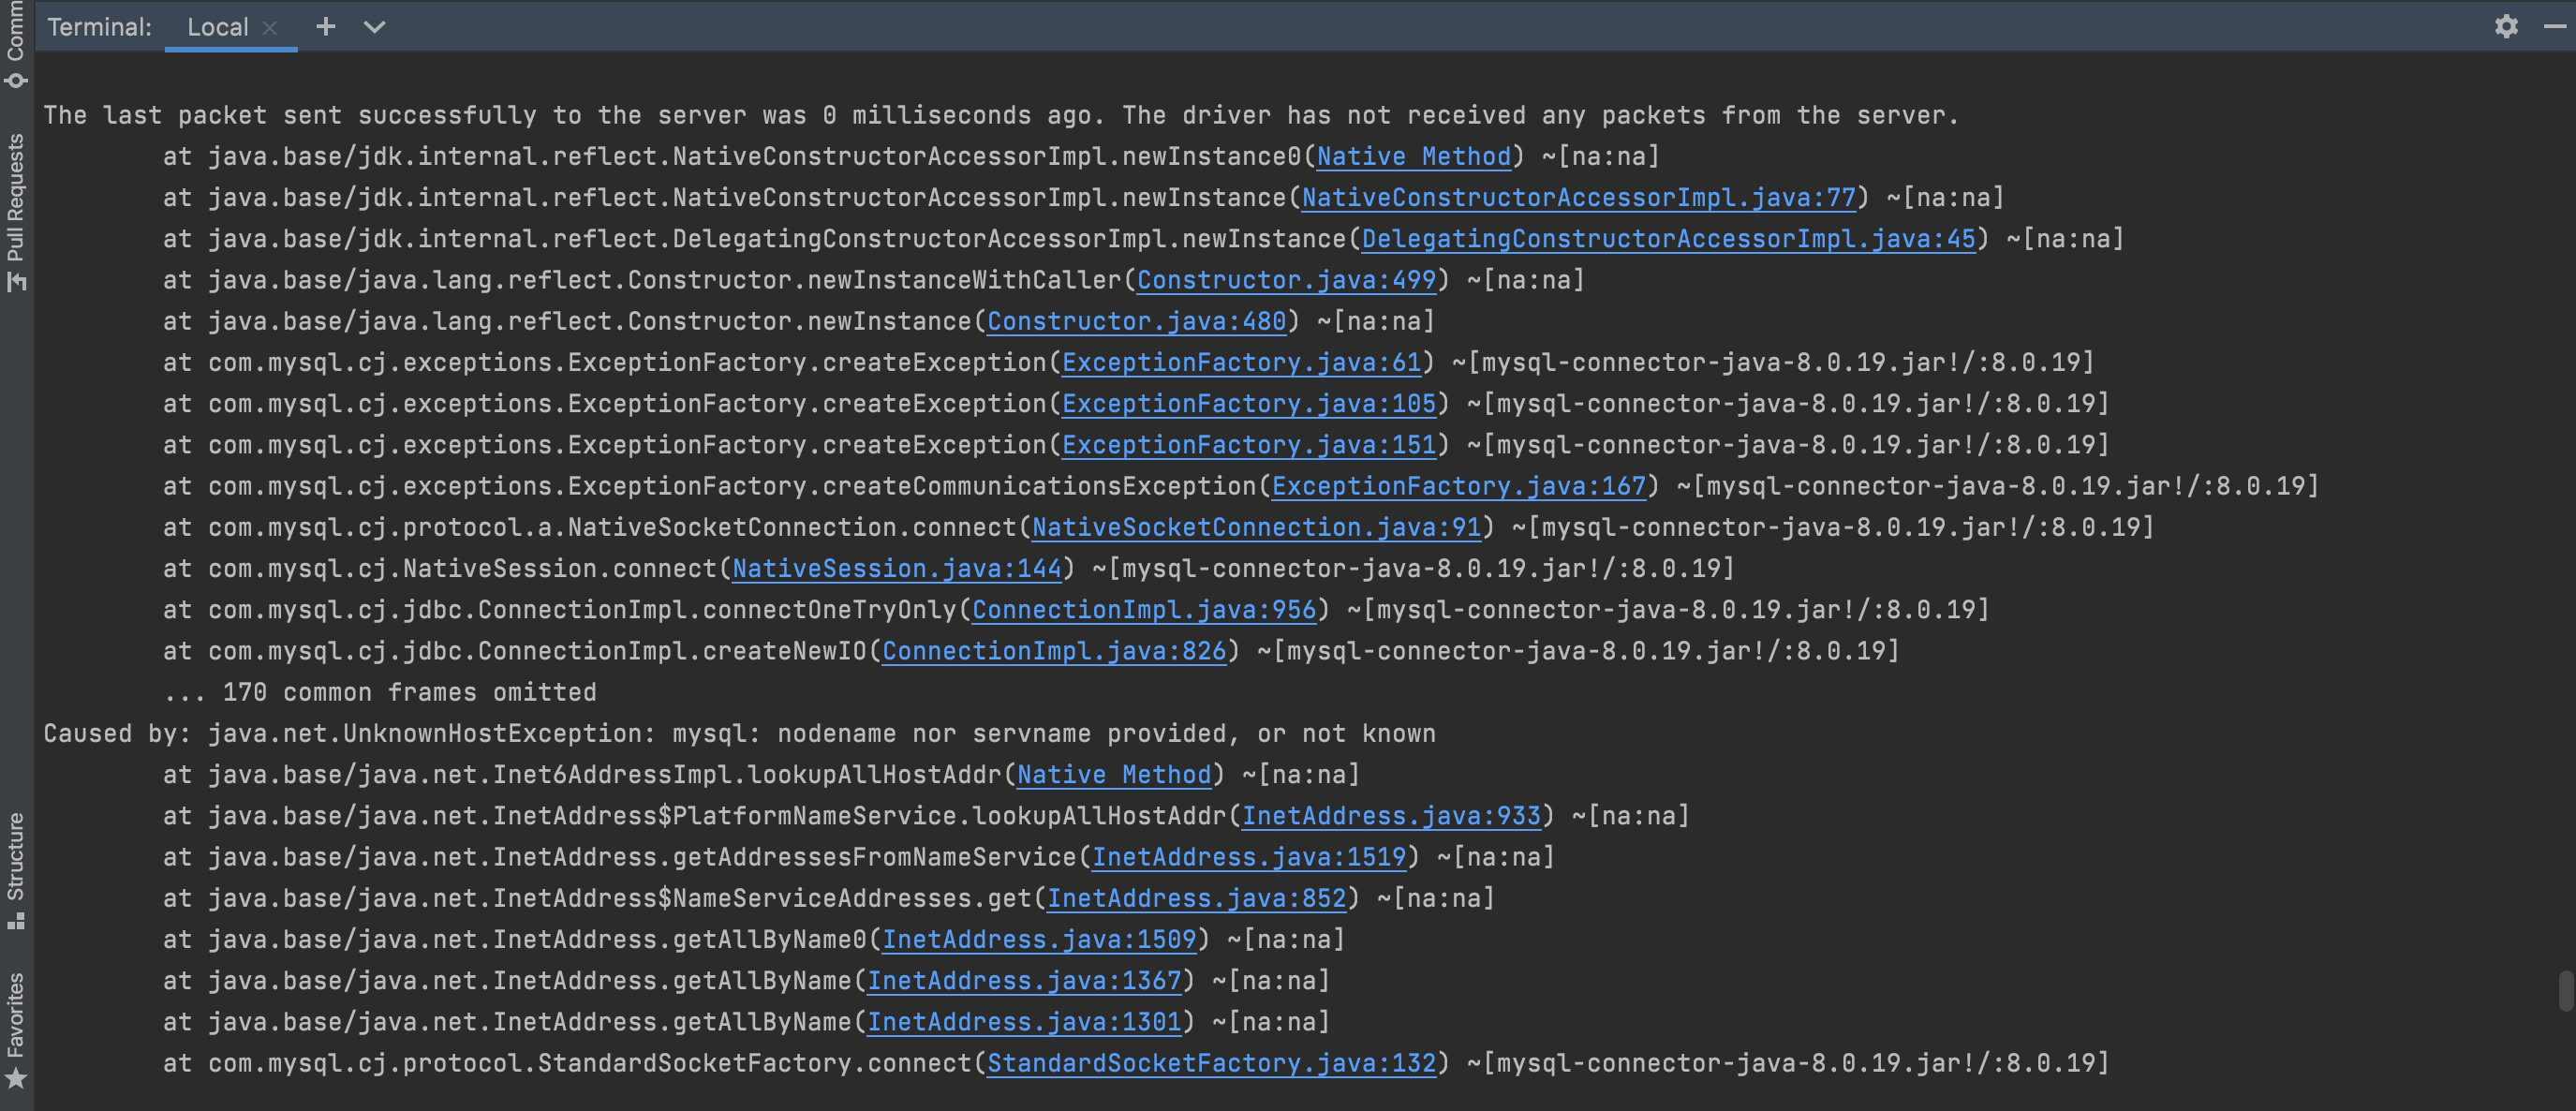 Terminal: Local
The last packet sent successfully to the server was 0 milliseconds ago. The driver has not received any packets from the server.
at java.base/jdk.internal.reflect.NativeConstructorAccessorImpl.newInstance0(Native Method) ~[na:na]
at java.base/jdk.internal.reflect.NativeConstructorAccessorImpl.newInstance(NativeConstructorAccessorImpl.java:77) ~[na:na]
at java.base/jdk.internal.reflect.DelegatingConstructorAccessorImpl.newInstance(DelegatingConstructorAccessorImpl.java:45) ~[na:na]
at java.base/java.lang.reflect.Constructor.newInstanceWithCaller(Constructor.java:499) ~[na:na]
at java.base/java.lang.reflect.Constructor.newInstance(Constructor.java:480) ~[na:na]
at com.mysql.cj.exceptions.ExceptionFactory.createException(ExceptionFactory.java:61) ~[mysql-connector-java-8.0.19.jar!/:8.0.19]
at com.mysql.cj.exceptions.ExceptionFactory.createException(ExceptionFactory.java:105) ~[mysql-connector-java-8.0.19.jar!/:8.0.19]
at com.mysql.cj.exceptions.ExceptionFactory.createException(ExceptionFactory.java:151) ~[mysql-connector-java-8.0.19.jar!/:8.0.19]
at com.mysql.cj.exceptions.ExceptionFactory.createCommunicationsException(ExceptionFactory.java:167) ~[mysql-connector-java-8.0.19.jar!/:8.0.19]
at com.mysql.cj.protocol.a.NativeSocketConnection.connect(NativeSocketConnection.java:91) ~[mysql-connector-java-8.0.19.jar!/:8.0.19]
at com.mysql.cj.NativeSession.connect(NativeSession.java:144) ~[mysql-connector-java-8.0.19.jar!/:8.0.19]
at com.mysql.cj.jdbc.ConnectionImpl.connectOneTryOnly(ConnectionImpl.java:956) ~[mysql-connector-java-8.0.19.jar!/:8.0.19]
at com.mysql.cj.jdbc.ConnectionImpl.createNewIO(ConnectionImpl.java:826) ~[mysql-connector-java-8.0.19.jar!/:8.0.19]
... 170 common frames omitted
Caused by: java.net.UnknownHostException: mysql: nodename nor servname provided, or not known
at java.base/java.net.Inet6AddressImpl.lookupAllHostAddr(Native Method) ~[na:na]
at java.base/java.net.InetAddress$PlatformNameService.lookupAllHostAddr(InetAddress.java:933) ~[na:na]
at java.base/java.net.InetAddress.getAddressesFromNameService(InetAddress.java:1519) ~[na:na]
at java.base/java.net.InetAddress$NameServiceAddresses.get(InetAddress.java:852) ~[na:na]
at java.base/java.net.InetAddress.getAllByName0(InetAddress.java:1509) ~[na:na]
at java.base/java.net.InetAddress.getAllByName(InetAddress.java:1367) ~[na:na]
at java.base/java.net.InetAddress.getAllByName(InetAddress.java:1301) ~[na:na]
at com.mysql.cj.protocol.StandardSocketFactory.connect(StandardSocketFactory.java:132) ~[mysql-connector-java-8.0.19.jar!/:8.0.19]
Comm
Pull Requests
Structure
Favorites